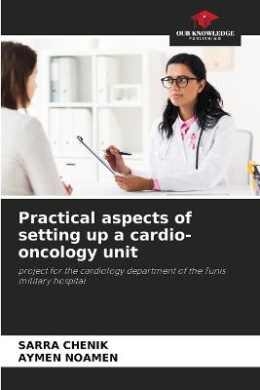 OUR KNOWLEDGE
PUBLISHING
Practical aspects of
setting up a cardio-
oncology unit
project for the cardiology department of the Tunis
military hospital
SARRA CHENIK
AYMEN NOAMEN